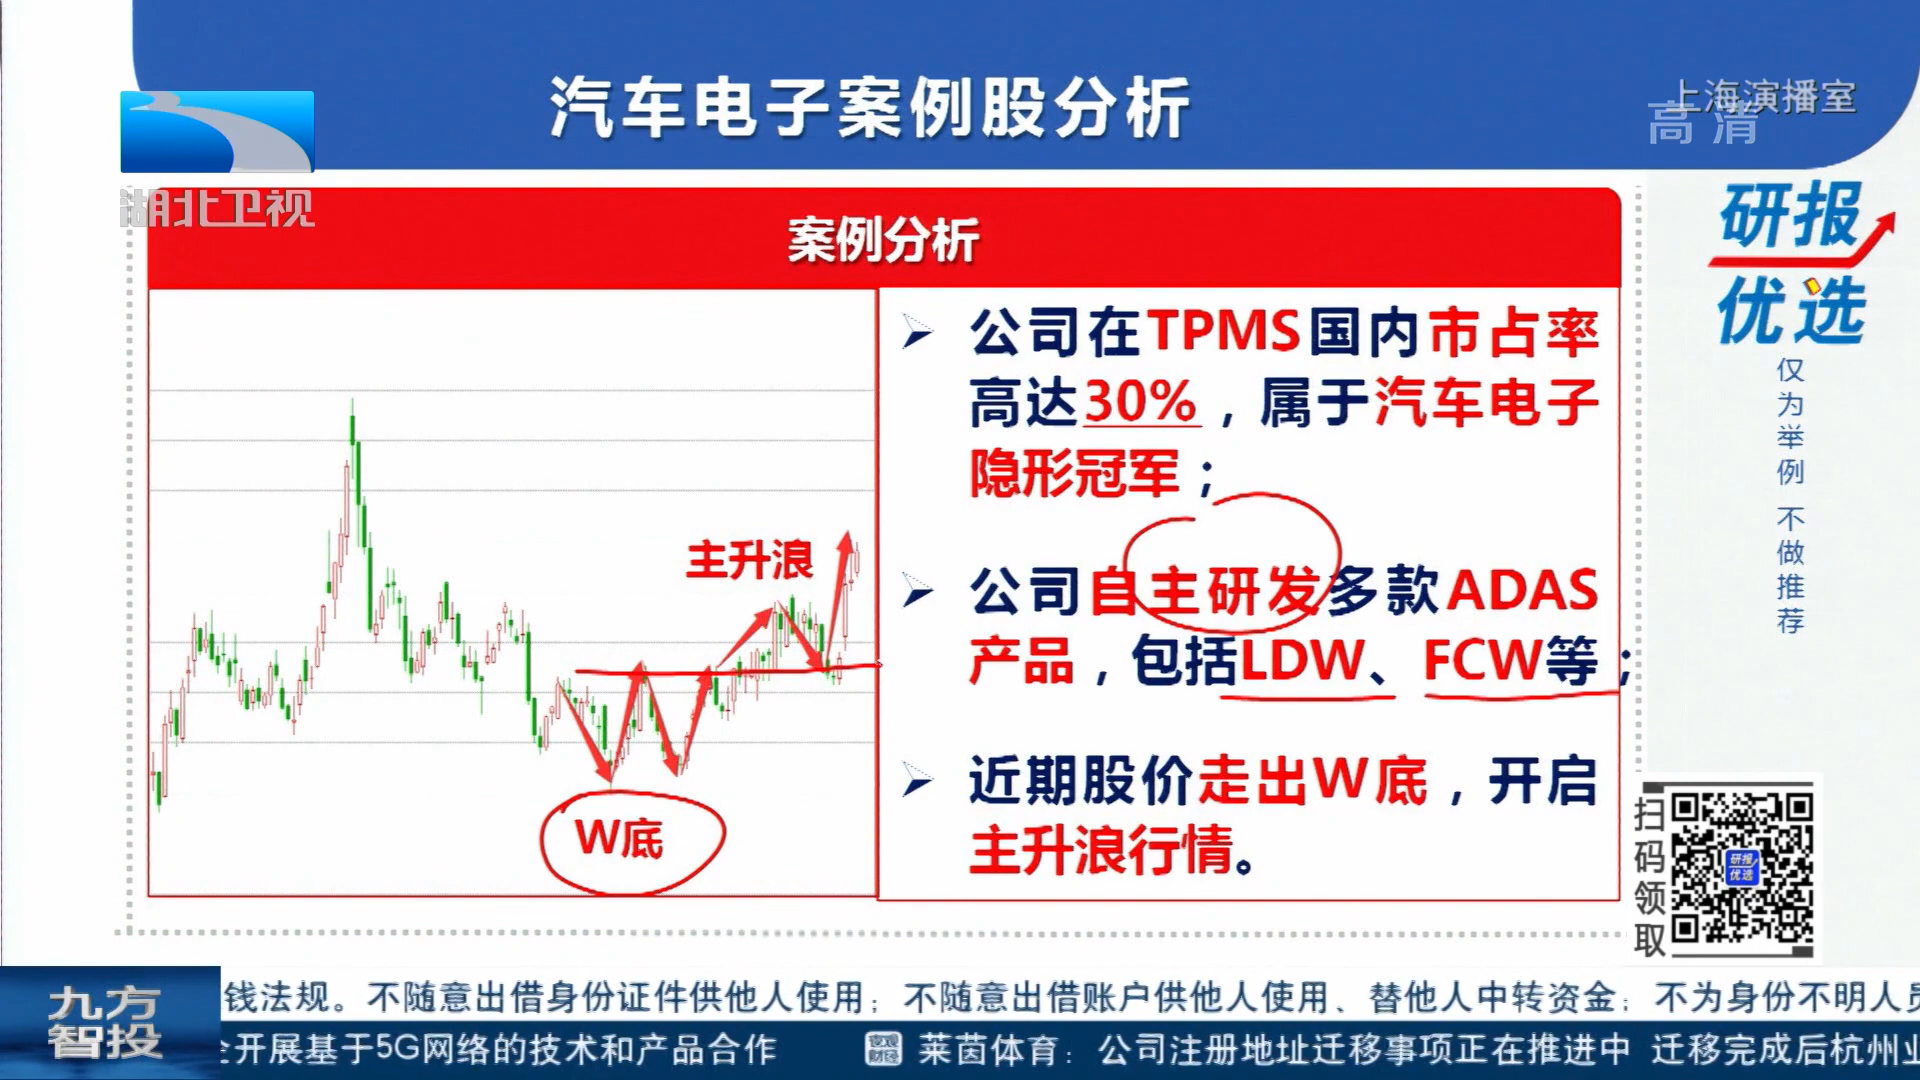 汽车电子案例股分析
上海演播室
高清
湖北卫视
案例分析
研报
优选
仅为举例 不做推荐
公司在TPMS国内市占率
高达30%，属于汽车电子
隐形冠军；
公司自主研发多款ADAS
产品，包括LDW、FCW等；
近期股价走出W底，开启
主升浪行情。
主升浪
W底
扫码领取
研报
优选
九方
智投
钱法规。不随意出借身份证件供他人使用；不随意出借账户供他人使用、替他人中转资金；不为身份不明人员
开展基于5G网络的技术和产品合作
莱茵体育：公司注册地址迁移事项正在推进中 迁移完成后杭州业